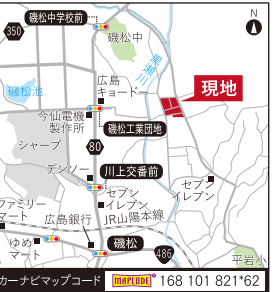 磯松中学校前
N
350
磯松中
黒瀬川
広島
キョードー
磯松池
現地
今仙電機
製作所
磯松工業団地
シャープ
80
川上交番前
デンソー
セブン
イレブン
セブン
イレブン
ファミリー
マート
広島銀行
JR山陽本線
ゆめ
マート
磯松
486
平岩小
カーナビマップコード MAPCODE 168 101 821*62